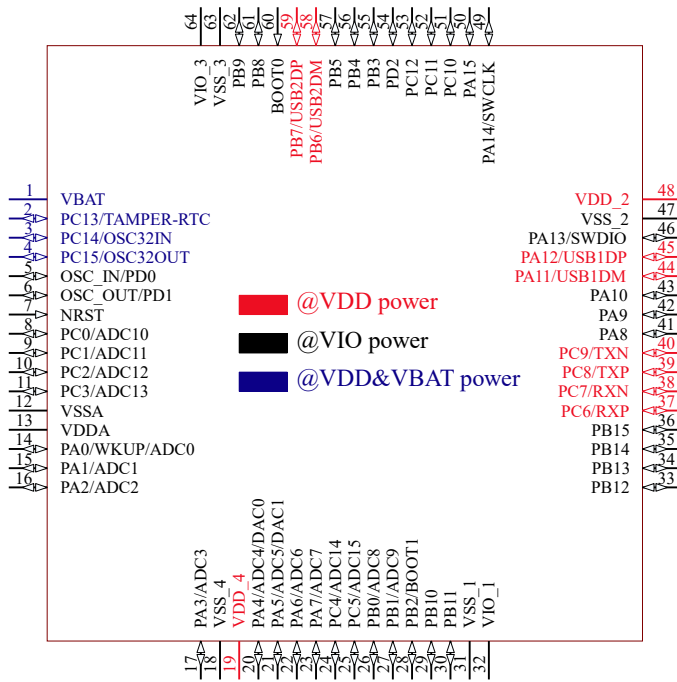 64 63 62 61 60 59 58 57 56 55 54 53 52 51 50 49
VIO_3
VSS_3
PB9
PB8
BOOT0
PB7/USB2DP
PB6/USB2DM
PB5
PB4
PB3
PD2
PC12
PC11
PC10
PA15
PA14/SWCLK
1 VBAT
2 PC13/TAMPER-RTC
3 PC14/OSC32IN
4 PC15/OSC32OUT
5 OSC_IN/PD0
6 OSC_OUT/PD1
7 NRST
8 PC0/ADC10
9 PC1/ADC11
10 PC2/ADC12
11 PC3/ADC13
12 VSSA
13 VDDA
14 PA0/WKUP/ADC0
15 PA1/ADC1
16 PA2/ADC2
@VDD power
@VIO power
@VDD&VBAT power
VDD_2 48
VSS_2 47
PA13/SWDIO 46
PA12/USB1DP 45
PA11/USB1DM 44
PA10 43
PA9 42
PA8 41
PC9/TXN 40
PC8/TXP 39
PC7/RXN 38
PC6/RXP 37
PB15 36
PB14 35
PB13 34
PB12 33
PA3/ADC3
VSS_4
VDD_4
PA4/ADC4/DAC0
PA5/ADC5/DAC1
PA6/ADC6
PA7/ADC7
PC4/ADC14
PC5/ADC15
PB0/ADC8
PB1/ADC9
PB2/BOOT1
PB10
PB11
VSS_1
VIO_1
17 18 19 20 21 22 23 24 25 26 27 28 29 30 31 32